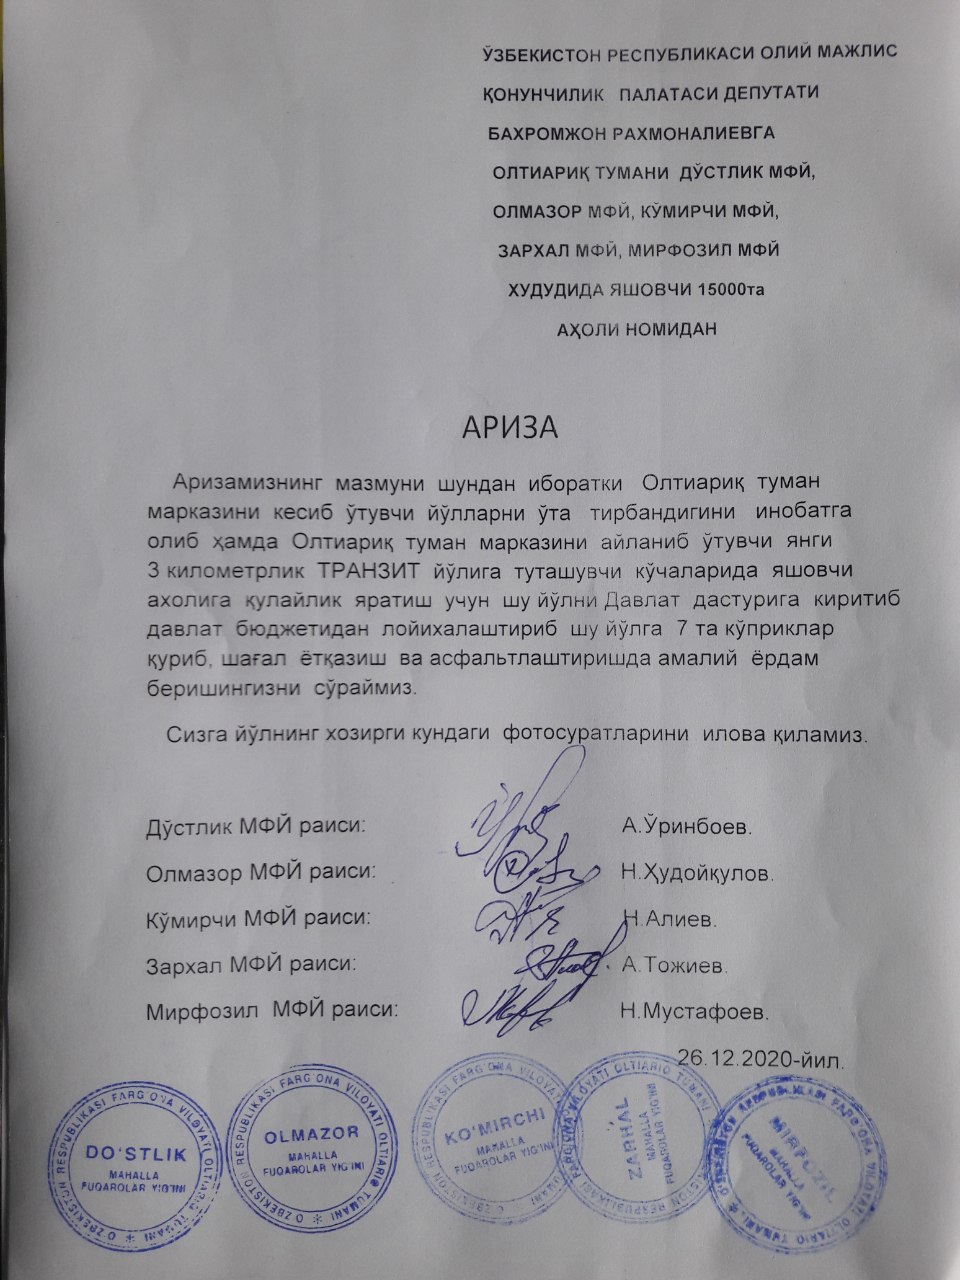 ЎЗБЕКИСТОН РЕСПУБЛИКАСИ ОЛИЙ МАЖЛИС
ҚОНУНЧИЛИК ПАЛАТАСИ ДЕПУТАТИ
БАХРОМЖОН РАХМОНАЛИЕВГА
ОЛТИАРИҚ ТУМАНИ ДЎСТЛИК МФЙ,
ОЛМАЗОР МФЙ, КЎМИРЧИ МФЙ,
ЗАРХАЛ МФЙ, МИРФОЗИЛ МФЙ
ХУДУДИДА ЯШОВЧИ 15000та
АҲОЛИ НОМИДАН
АРИЗА
Аризамизнинг мазмуни шундан иборатки Олтиариқ туман
марказини кесиб ўтувчи йўлларни ўта тирбандигини инобатга
олиб ҳамда Олтиариқ туман марказини айланиб ўтувчи янги
3 километрлик ТРАНЗИТ йўлига туташувчи кўчаларида яшовчи
ахолига қулайлик яратиш учун шу йўлни Давлат дастурига киритиб
давлат бюджетидан лойихалаштириб шу йўлга 7 та кўприклар
қуриб, шағал ётқазиш ва асфальтлаштиришда амалий ёрдам
беришингизни сўраймиз.
Сизга йўлнинг хозирги кундаги фотосуратларини илова қиламиз.
Дўстлик МФЙ раиси: А.Ўринбоев.
Олмазор МФЙ раиси: Н.Ҳудойқулов.
Кўмирчи МФЙ раиси: Н.Алиев.
Зархал МФЙ раиси: А.Тожиев.
Мирфозил МФЙ раиси: Н.Мустафоев.
26.12.2020-йил.
O'ZBEKISTON RESPUBLIKASI FARG'ONA VILOYATI OLTIARIQ TUMANI
DO'STLIK
MAHALLA
FUQAROLAR YIG'INI
O'ZBEKISTON RESPUBLIKASI FARG'ONA VILOYATI OLTIARIQ TUMANI
OLMAZOR
MAHALLA
FUQAROLAR YIG'INI
O'ZBEKISTON RESPUBLIKASI FARG'ONA VILOYATI
KO'MIRCHI
MAHALLA
FUQAROLAR YIG'INI
O'ZBEKISTON RESPUBLIKASI FARG'ONA VILOYATI OLTIARIQ TUMANI
ZARHAL
MAHALLA
FUQAROLAR YIG'INI
O'ZBEKISTON RESPUBLIKASI FARG'ONA VILOYATI OLTIARIQ TUMANI
MIRFOZIL
MAHALLA
FUQAROLAR YIG'INI